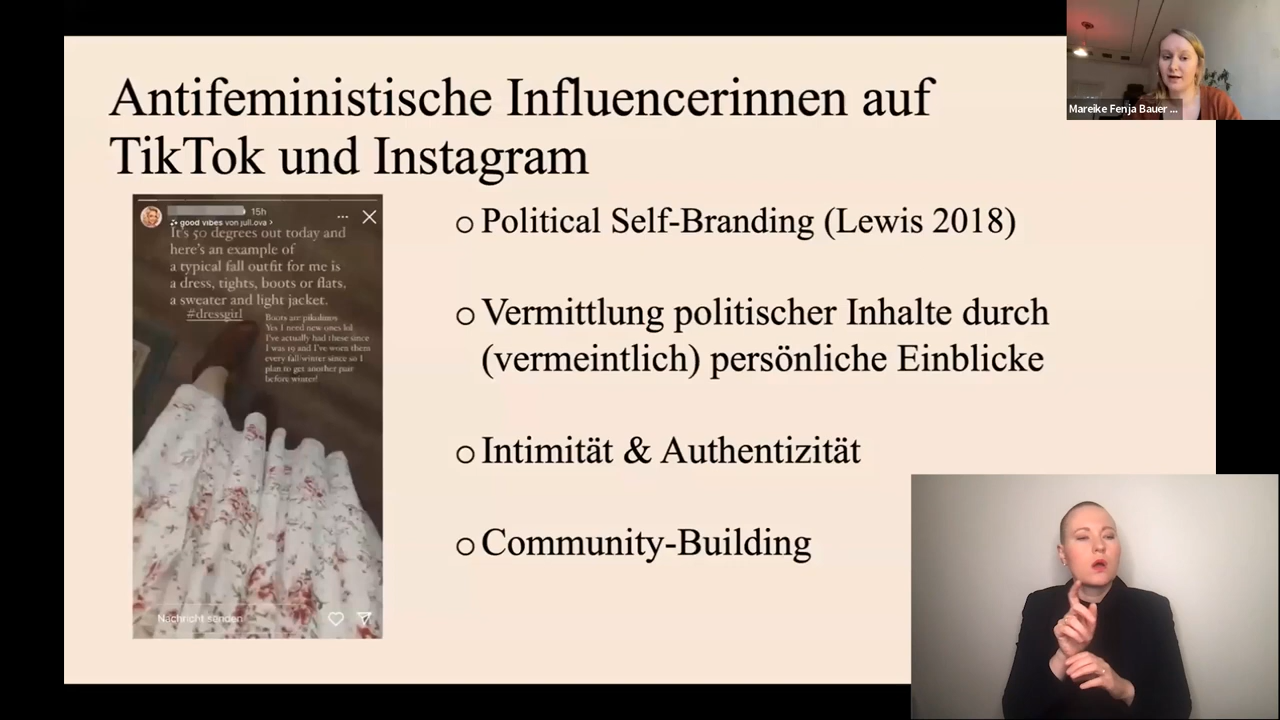 Antifeministische Influencerinnen auf
TikTok und Instagram
15h
good vibes von jull.ova >
It's 50 degrees out today and
here's an example of
a typical fall outfit for me is
a dress, tights, boots or flats,
a sweater and light jacket.
#dressgirl
Boots are pikolinos
Yes I need new ones lol
I've actually had these since
I was 19 and I've worn them
every fall/winter since so I
plan to get another pair
before winter!
Nachricht senden
○ Political Self-Branding (Lewis 2018)
○ Vermittlung politischer Inhalte durch
(vermeintlich) persönliche Einblicke
○ Intimität & Authentizität
○ Community-Building
Mareike Fenja Bauer ...